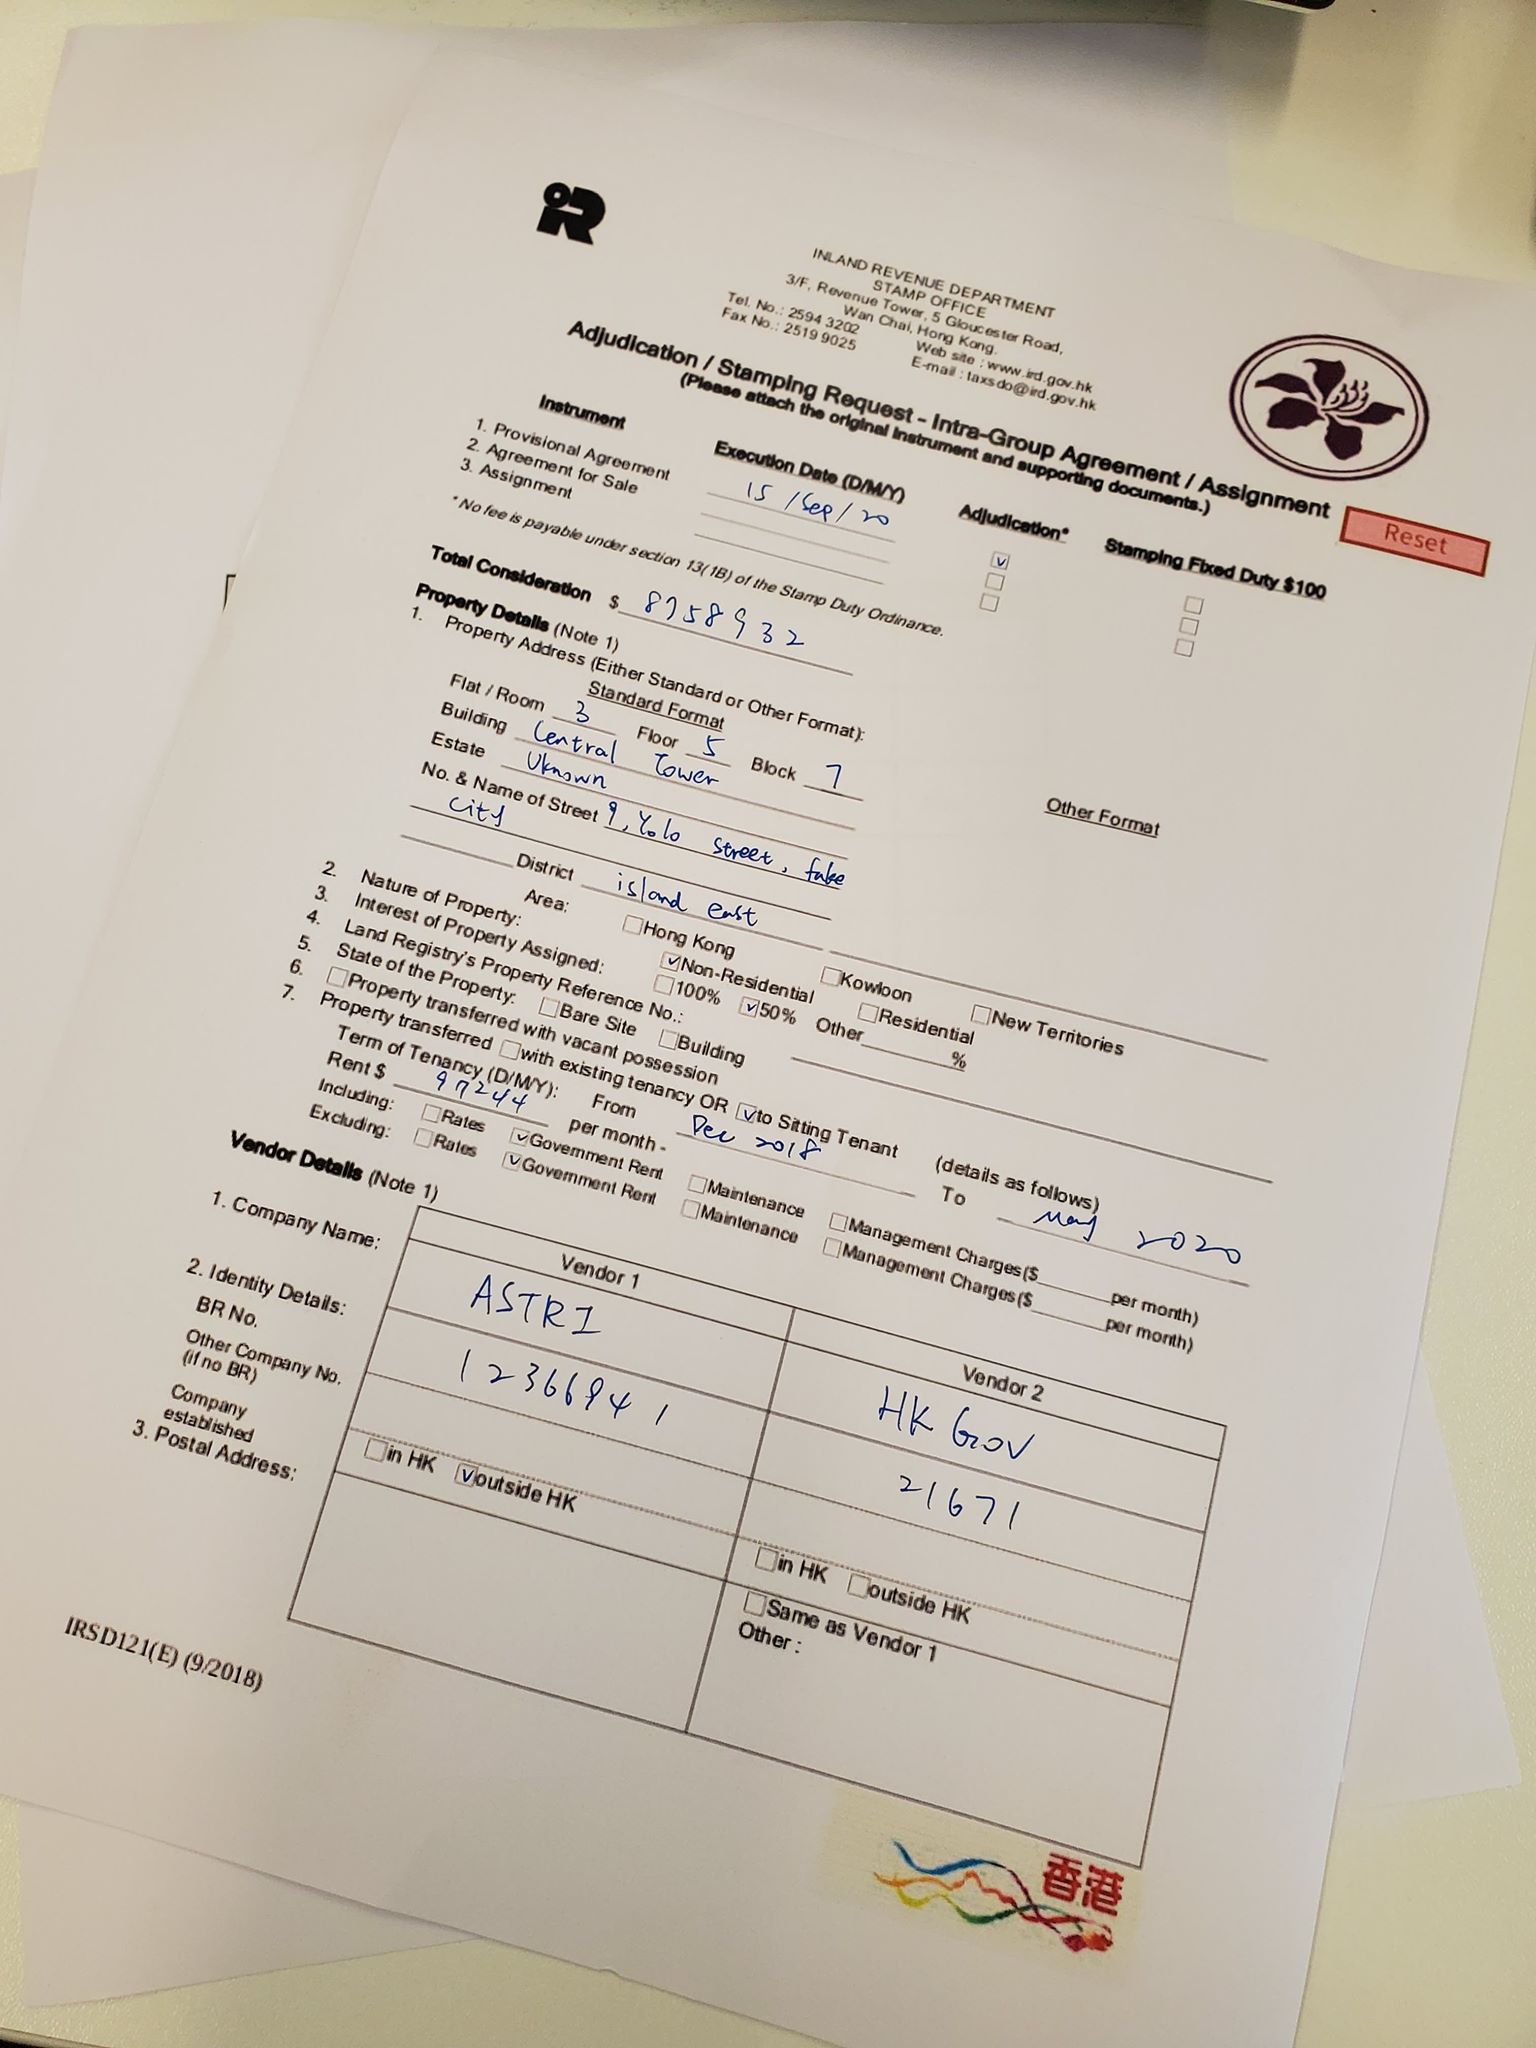 INLAND REVENUE DEPARTMENT
STAMP OFFICE
3/F, Revenue Tower, 5 Gloucester Road,
Wan Chai, Hong Kong.
Tel. No.: 2594 3202 Web site : www.ird.gov.hk
Fax No.: 2519 9025 E-mail : taxsdo@ird.gov.hk
Adjudication / Stamping Request - Intra-Group Agreement / Assignment
(Please attach the original instrument and supporting documents.)
Reset
Instrument Execution Date (D/M/Y) Adjudication* Stamping Fixed Duty $100
1. Provisional Agreement 15 / Sep / 20
2. Agreement for Sale
3. Assignment
* No fee is payable under section 13(1B) of the Stamp Duty Ordinance.
Total Consideration $ 8758932
Property Details (Note 1)
1. Property Address (Either Standard or Other Format):
Standard Format Other Format
Flat / Room 3 Floor 5 Block 7
Building Central Tower
Estate Uknown
No. & Name of Street 9, Yolo street, fake
city
District island east
Area: Hong Kong Kowloon New Territories
2. Nature of Property: Non-Residential Residential
3. Interest of Property Assigned: 100% 50% Other %
4. Land Registry's Property Reference No.:
5. State of the Property: Bare Site Building
6. Property transferred with vacant possession
7. Property transferred with existing tenancy OR to Sitting Tenant (details as follows)
Term of Tenancy (D/M/Y): From Dec 2018 To May 2020
Rent $ 97244 per month -
Including: Rates Government Rent Maintenance Management Charges ($ per month)
Excluding: Rates Government Rent Maintenance Management Charges ($ per month)
Vendor Details (Note 1)
Vendor 1 Vendor 2
1. Company Name: ASTRI HK Gov
2. Identity Details:
BR No. 12366941 21671
Other Company No.
(if no BR)
Company
established in HK outside HK in HK outside HK
3. Postal Address: Same as Vendor 1
Other :
IRSD121(E) (9/2018)
香港